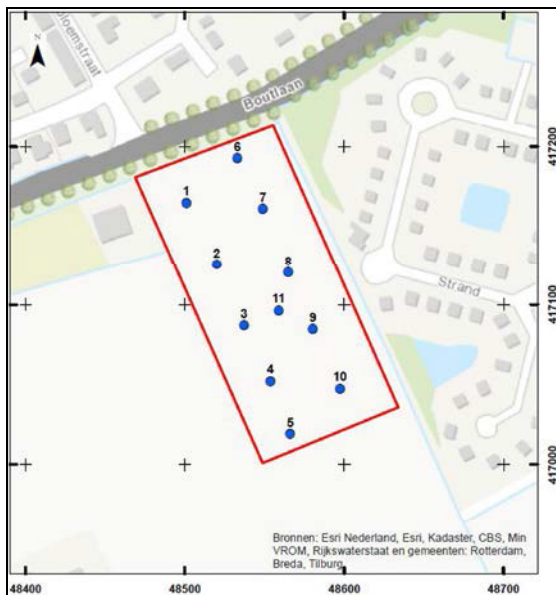 N
Bloemstraat
Boutlaan
6
1
7
2
8
11
3
9
4
10
5
Strand
417200
417100
417000
Bronnen: Esri Nederland, Esri, Kadaster, CBS, Min
VROM, Rijkswaterstaat en gemeenten: Rotterdam,
Breda, Tilburg
48400
48500
48600
48700